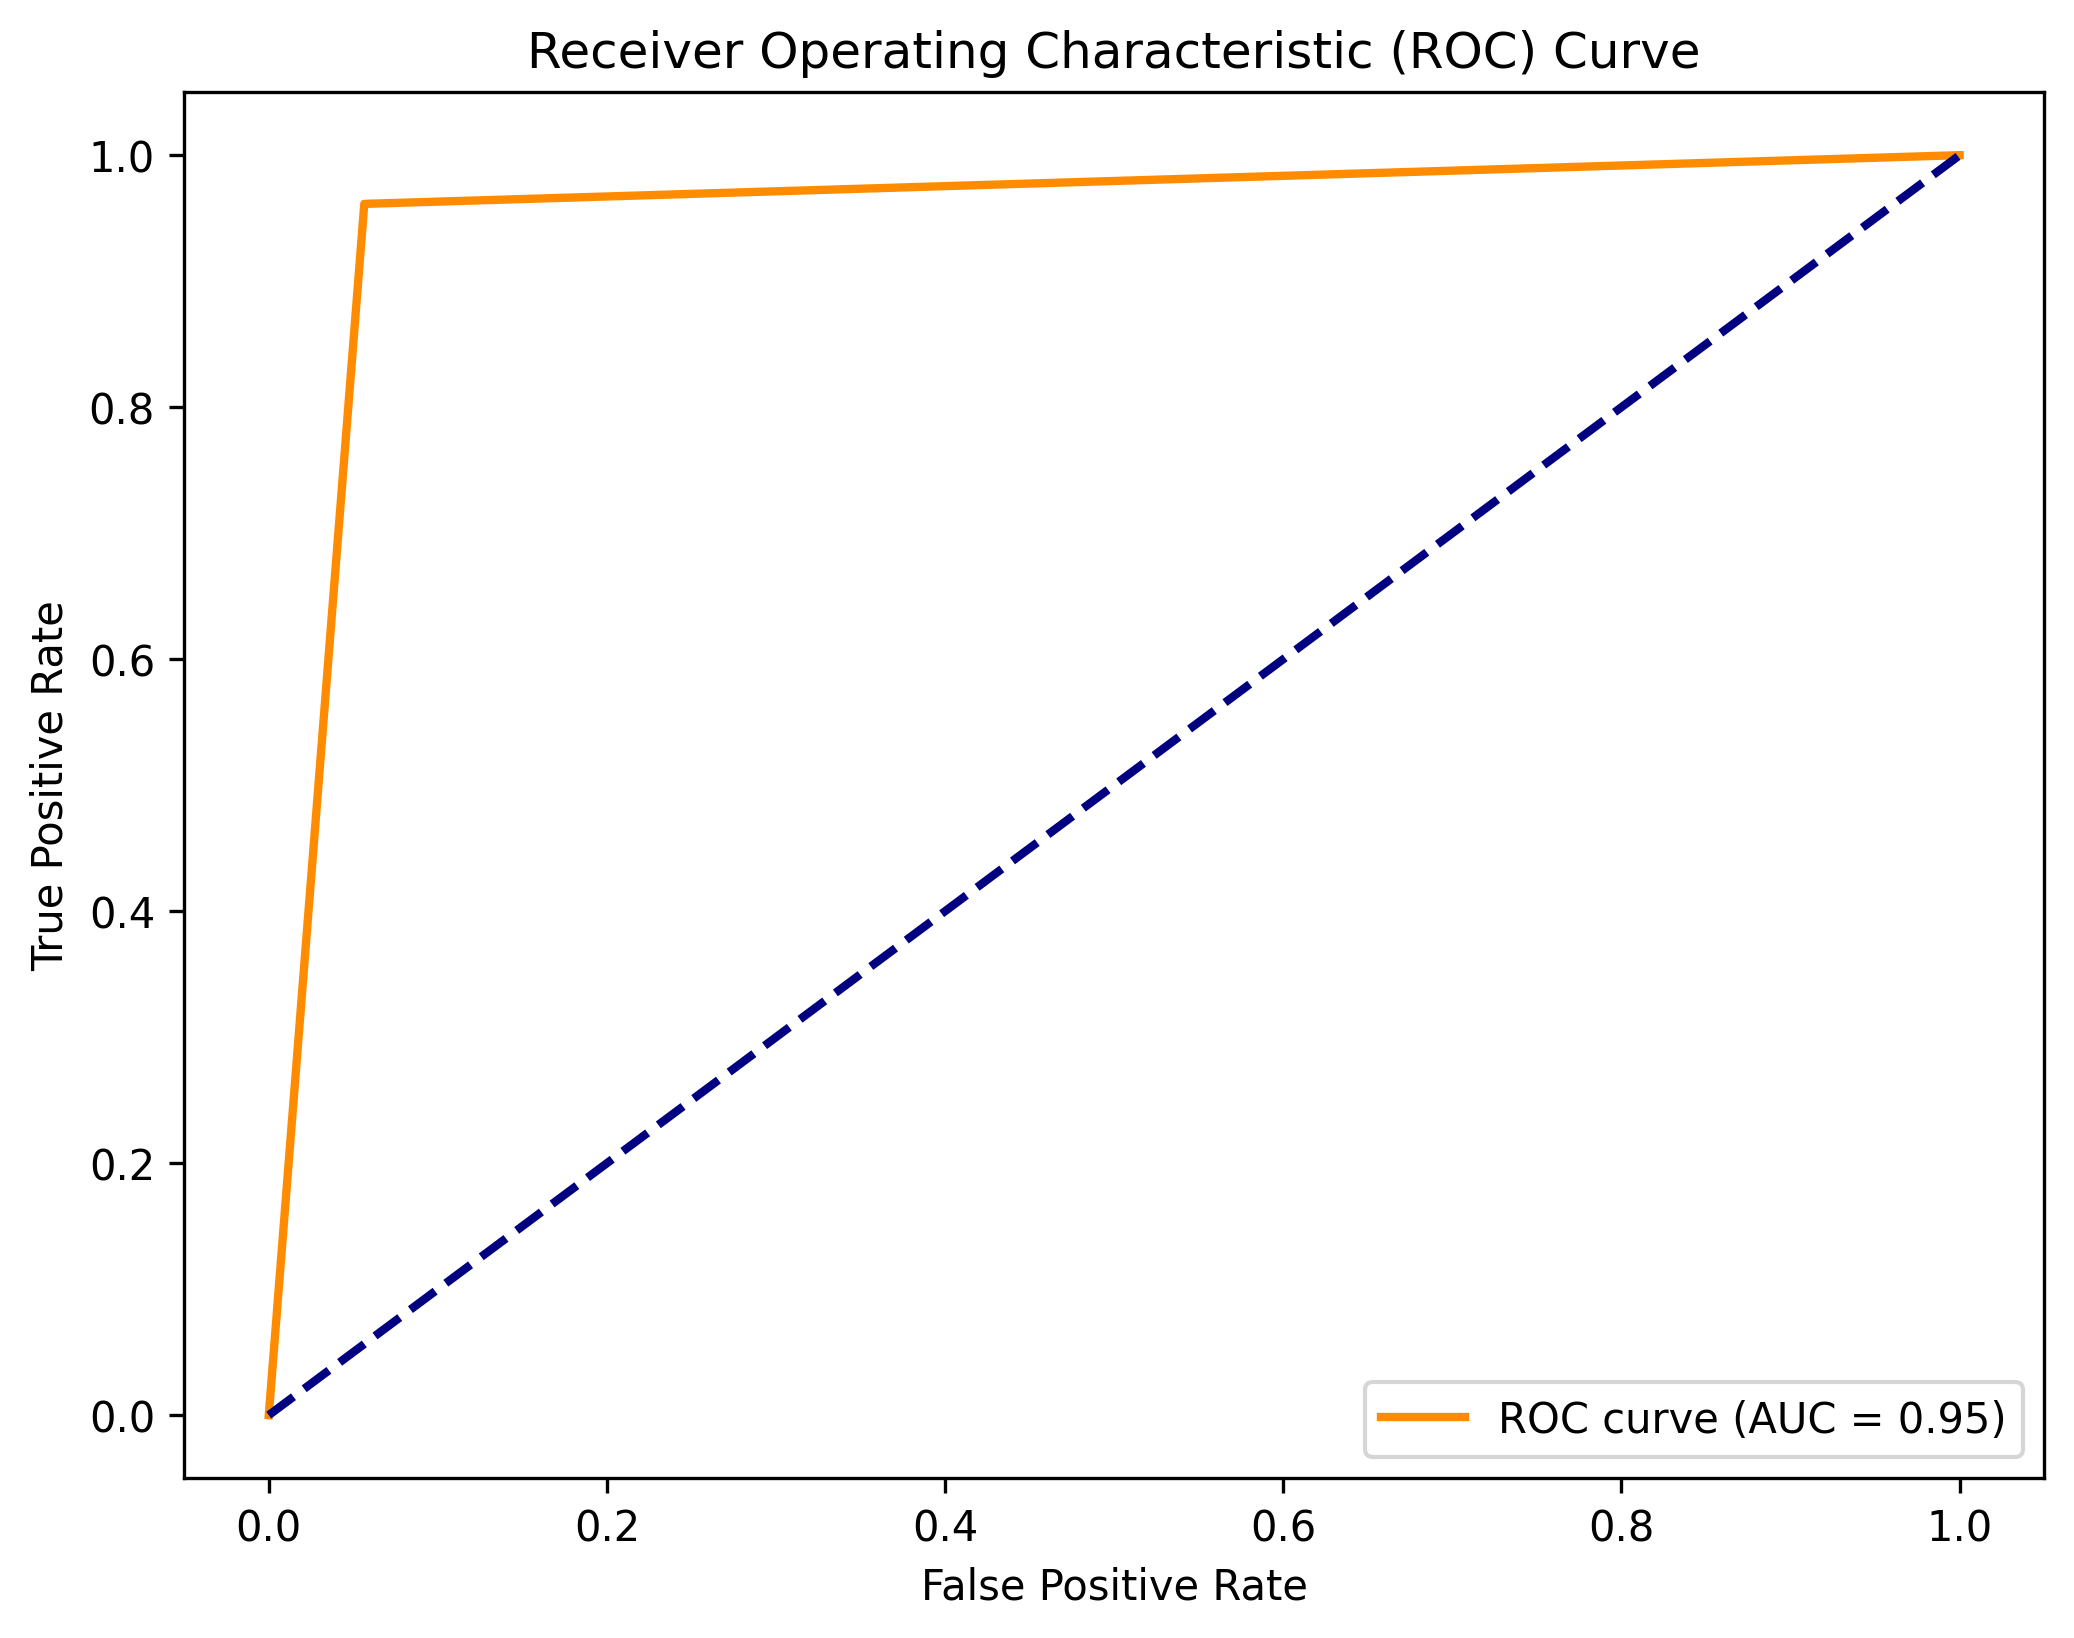 Receiver Operating Characteristic (ROC) Curve
1.0
0.8
0.6
0.4
0.2
0.0
True Positive Rate
ROC curve (AUC = 0.95)
0.0 0.2 0.4 0.6 0.8 1.0
False Positive Rate